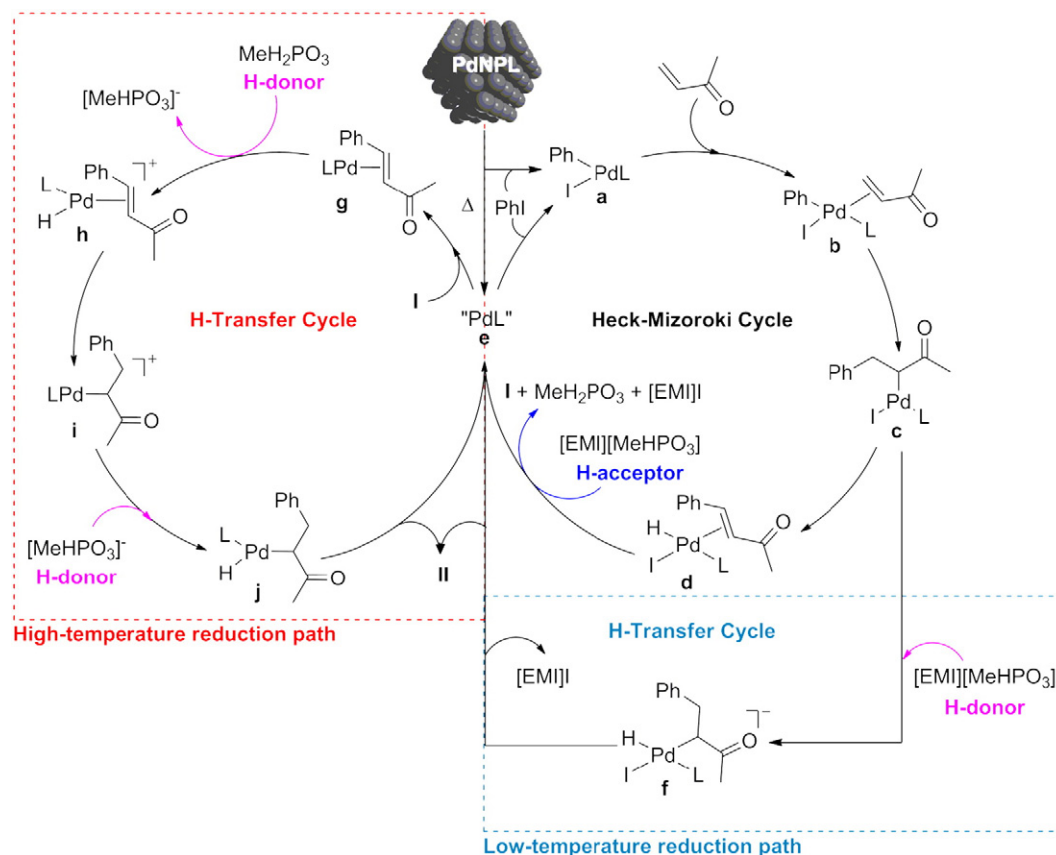 PdNPL
MeH2PO3
H-donor
[MeHPO3]-
Ph
LPd
O
g
Ph
I
PdL
a
O
PhI
Δ
L
H
Pd
Ph
+
O
h
Ph
Pd
I
L
O
b
I
"PdL"
e
H-Transfer Cycle
Heck-Mizoroki Cycle
Ph
+
LPd
O
i
O
Ph
Pd
I
L
c
I + MeH2PO3 + [EMI]I
[EMI][MeHPO3]
H-acceptor
[MeHPO3]-
H-donor
Ph
L
Pd
H
O
j
II
Ph
H
Pd
I
L
O
d
High-temperature reduction path
H-Transfer Cycle
[EMI]I
[EMI][MeHPO3]
H-donor
Ph
–
H
Pd
O
I
L
f
Low-temperature reduction path